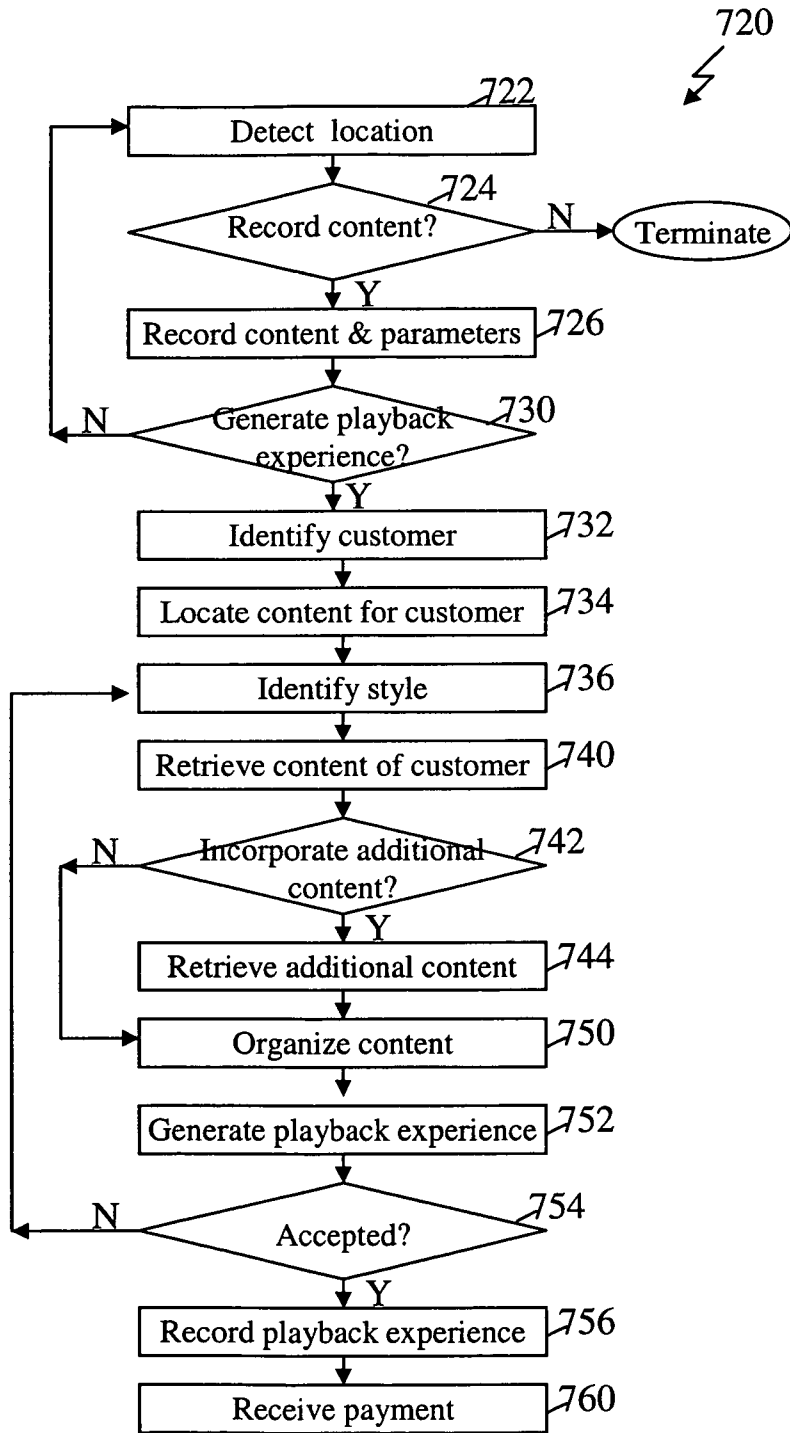 720
722
Detect location
724
Record content?
N
Terminate
Y
Record content & parameters
726
N
Generate playback
experience?
730
Y
Identify customer
732
Locate content for customer
734
Identify style
736
Retrieve content of customer
740
N
Incorporate additional
content?
742
Y
Retrieve additional content
744
Organize content
750
Generate playback experience
752
N
Accepted?
754
Y
Record playback experience
756
Receive payment
760